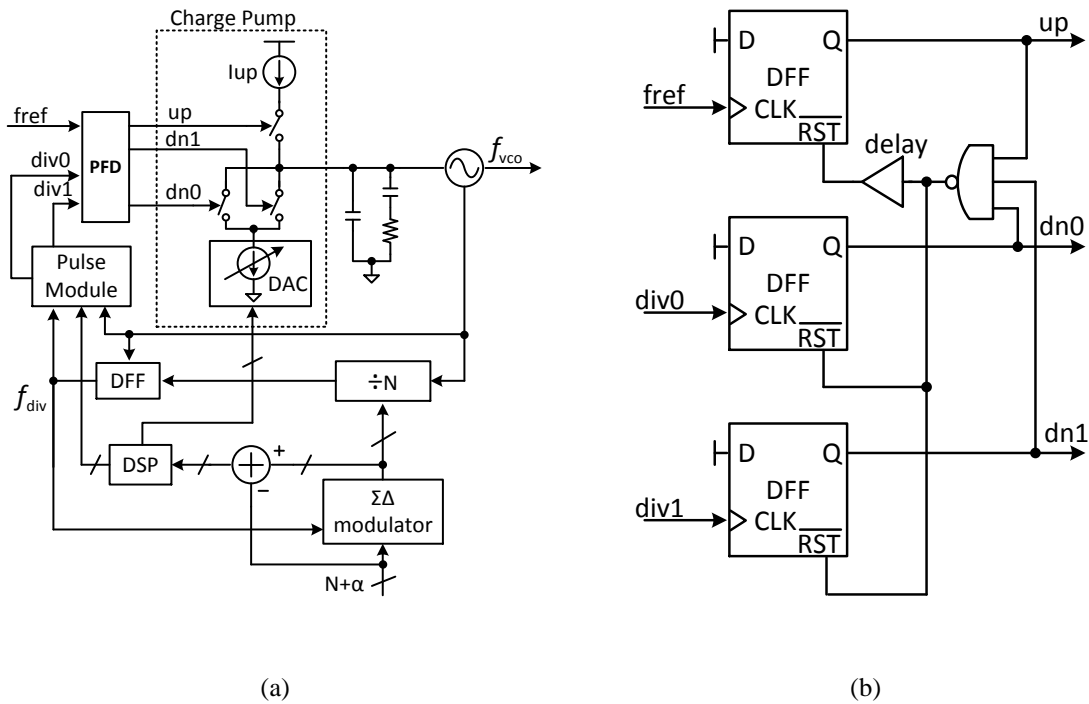 Charge Pump
Iup
fref
up
dn1
div0
div1
PFD
dn0
fvco
Pulse
Module
DAC
DFF
÷N
fdiv
DSP
+
−
ΣΔ
modulator
N+α
(a)
D
Q
up
DFF
fref
CLK
RST
delay
D
Q
dn0
DFF
div0
CLK
RST
D
Q
dn1
DFF
div1
CLK
RST
(b)